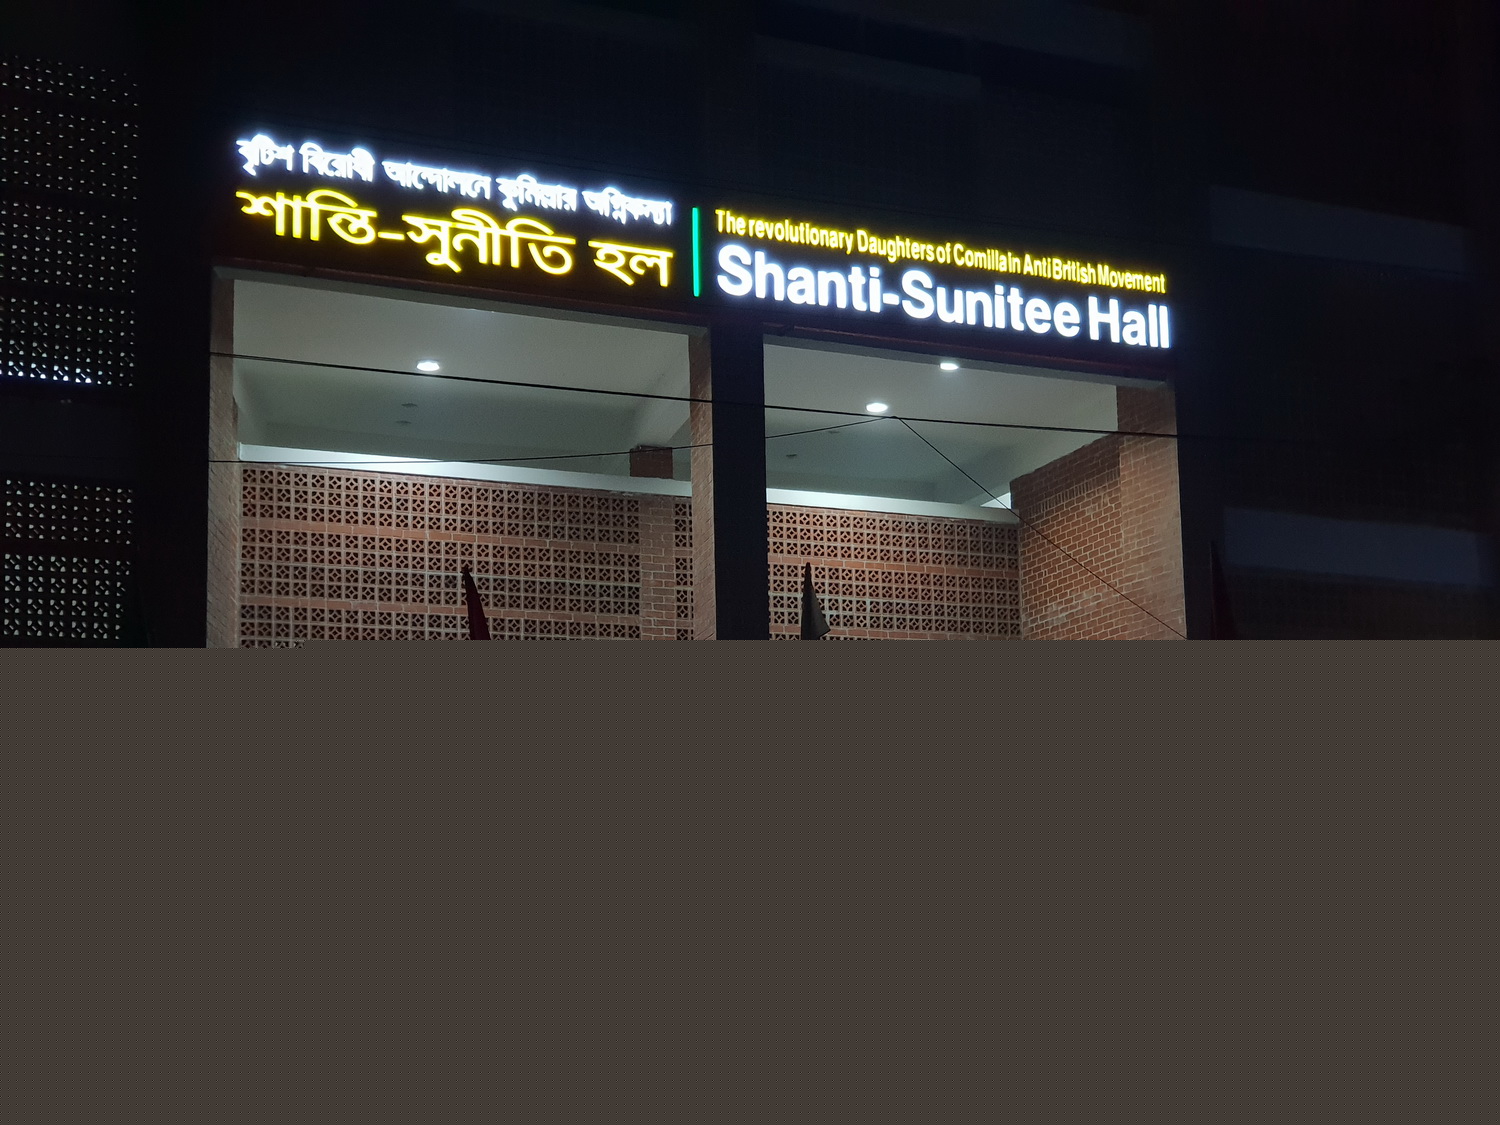 বৃটিশ বিরোধী আন্দোলনে কুমিল্লার অগ্নিকন্যা
শান্তি-সুনীতি হল
The revolutionary Daughters of Comilla in Anti British Movement
Shanti-Sunitee Hall